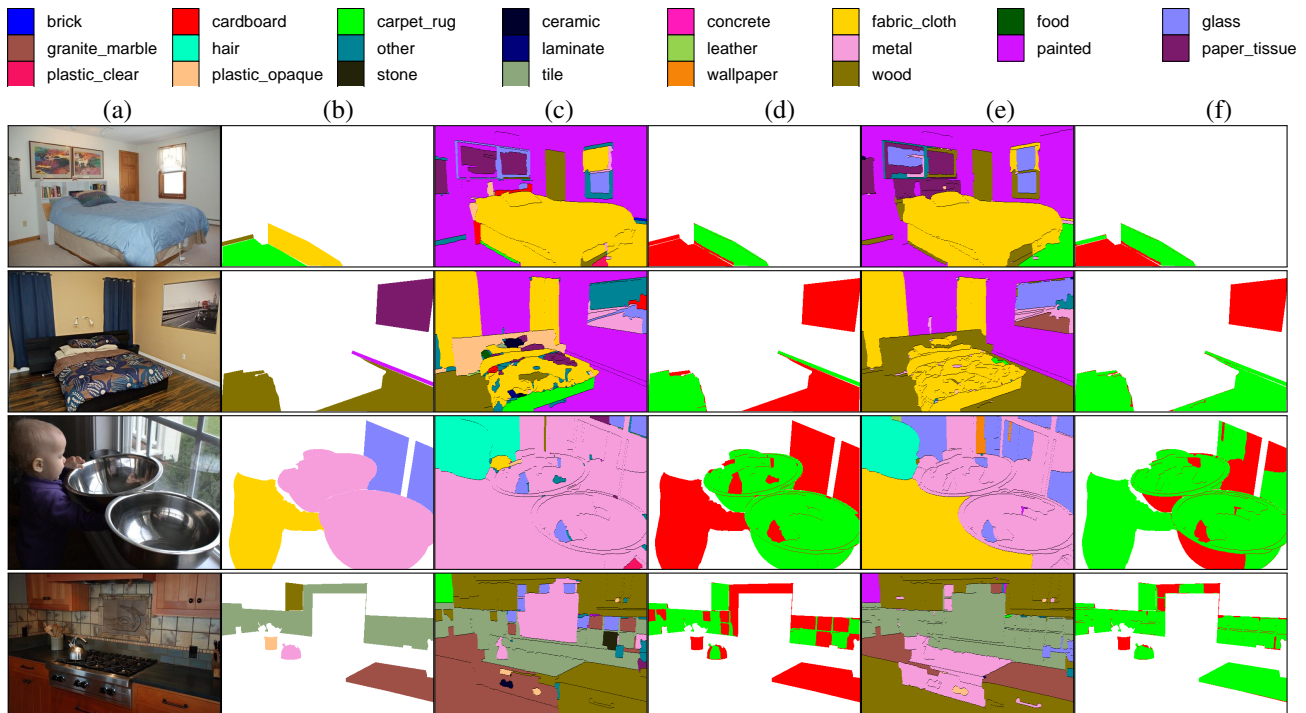 brick cardboard carpet_rug ceramic concrete fabric_cloth food glass
granite_marble hair other laminate leather metal painted paper_tissue
plastic_clear plastic_opaque stone tile wallpaper wood
(a) (b) (c) (d) (e) (f)